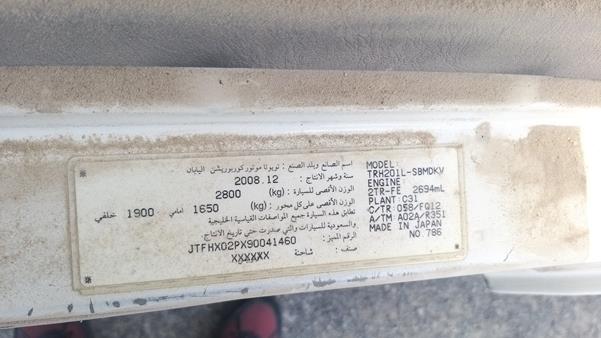 اسم الصانع وبلد الصنع : تويوتا موتور كوربوريشن اليابان
سنة وشهر الانتاج : 2008.12
الوزن الأقصى للسيارة : (kg) 2800
الوزن الأقصى على كل محور : (kg) 1650 أمامي 1900 خلفي
تطابق هذه السيارة جميع المواصفات القياسية الخليجية
والسعودية للسيارات والتي صدرت حتى تاريخ الانتاج.
الرقم المميز : JTFHX02PX90041460
صنف : شاحنة
XXXXXX
MODEL:
TRH201L-SBMDKV
ENGINE:
2TR-FE 2694mL
PLANT: C31
C/TR: 058/FQ12
A/TM: A02A/R351
MADE IN JAPAN
NO. 786